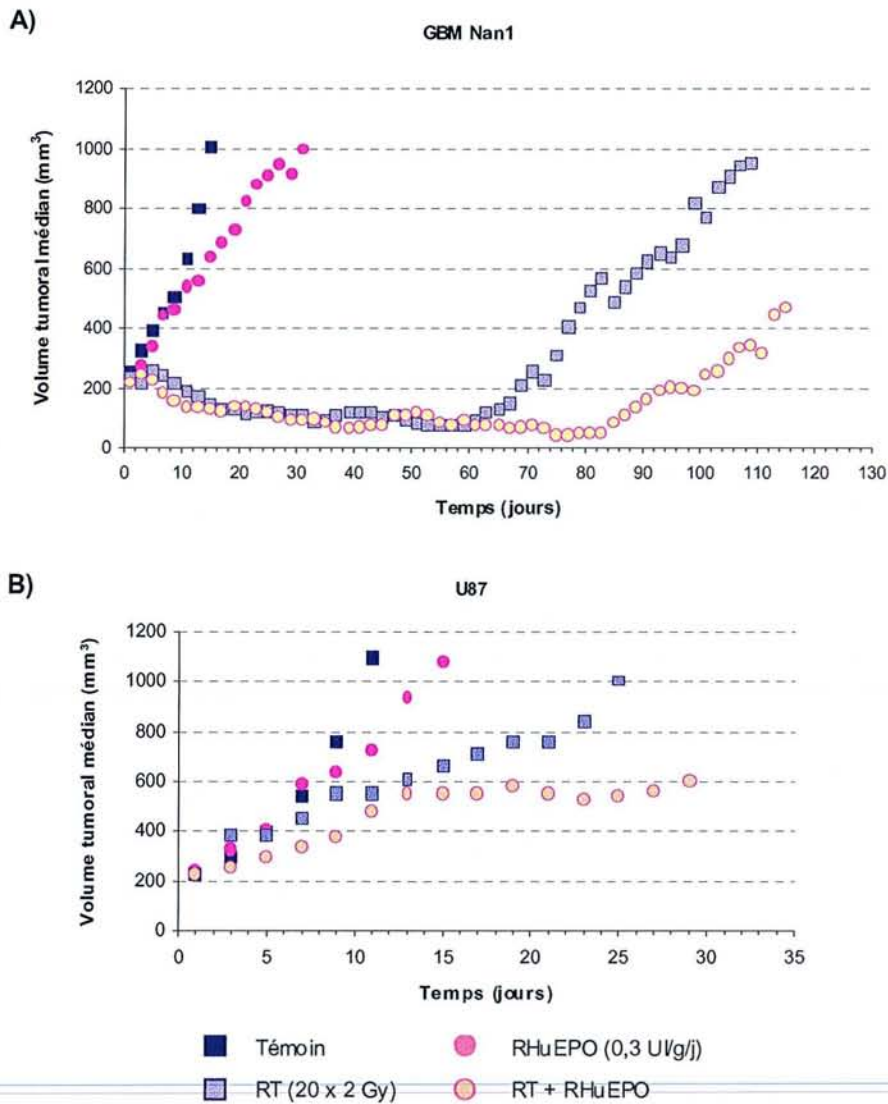 A)
GBM Nan1
Volume tumoral médian (mm³)
1200
1000
800
600
400
200
0
0 10 20 30 40 50 60 70 80 90 100 110 120 130
Temps (jours)
B)
U87
Volume tumoral médian (mm³)
1200
1000
800
600
400
200
0
0 5 10 15 20 25 30 35
Temps (jours)
Témoin
RHuEPO (0,3 UI/g/j)
RT (20 x 2 Gy)
RT + RHuEPO